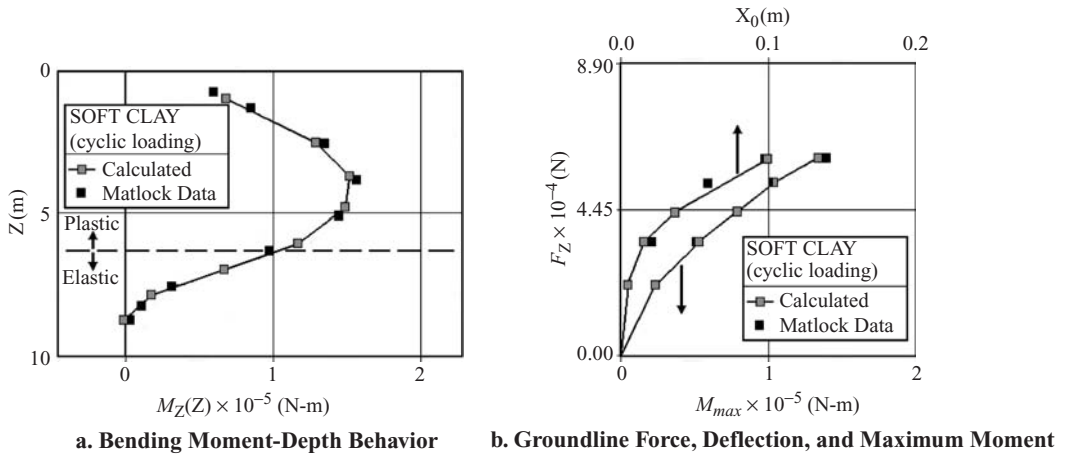 0
5
10
Z(m)
SOFT CLAY
(cyclic loading)
Calculated
Matlock Data
Plastic
Elastic
0 1 2
M_Z(Z) × 10⁻⁵ (N-m)
a. Bending Moment-Depth Behavior
X₀(m)
0.0 0.1 0.2
8.90
4.45
0.00
F_Z × 10⁻⁴ (N)
SOFT CLAY
(cyclic loading)
Calculated
Matlock Data
0 1 2
M_max × 10⁻⁵ (N-m)
b. Groundline Force, Deflection, and Maximum Moment